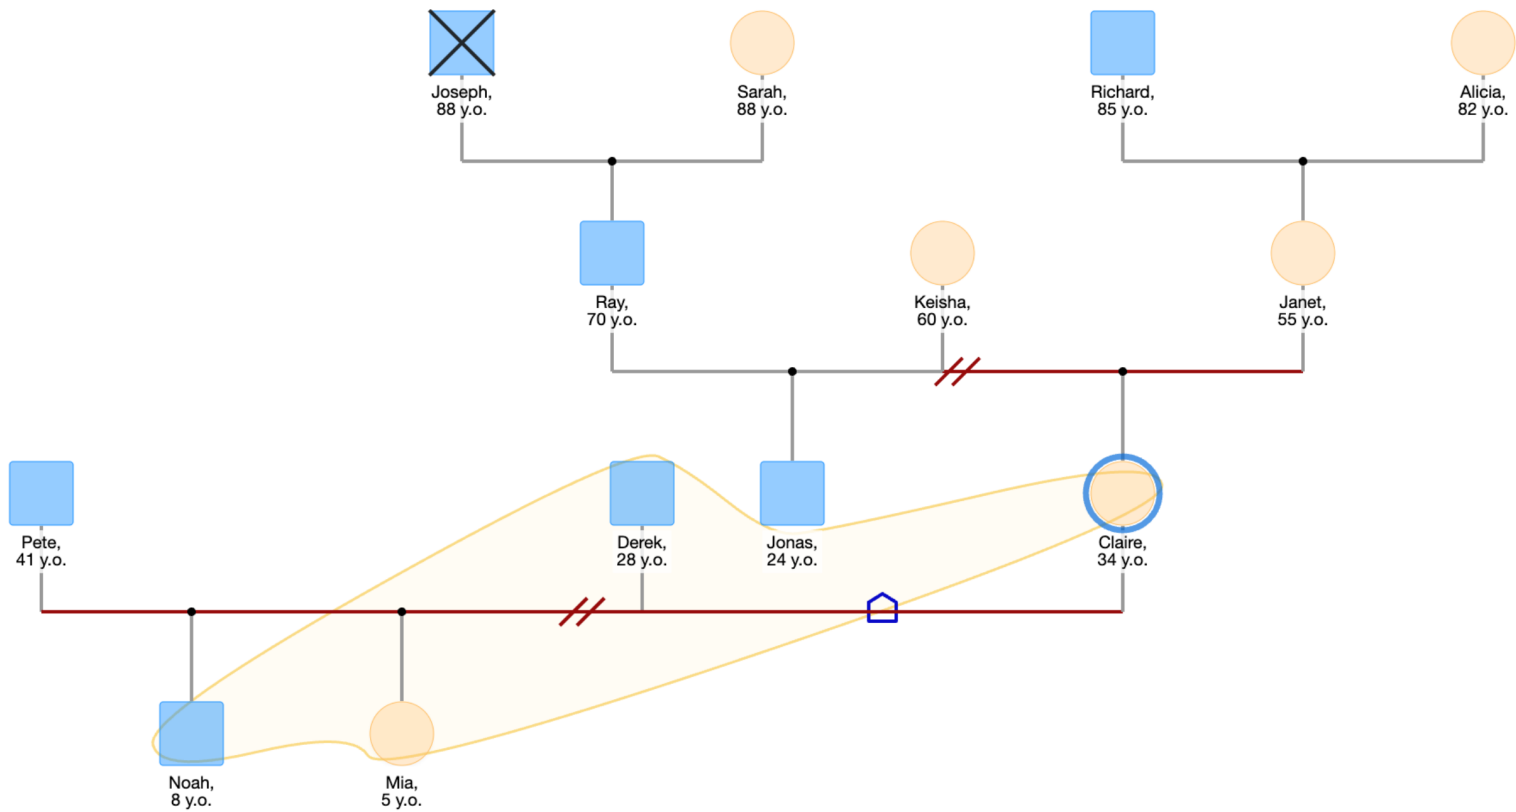 Joseph,
88 y.o.
Sarah,
88 y.o.
Richard,
85 y.o.
Alicia,
82 y.o.
Ray,
70 y.o.
Keisha,
60 y.o.
Janet,
55 y.o.
Pete,
41 y.o.
Derek,
28 y.o.
Jonas,
24 y.o.
Claire,
34 y.o.
Noah,
8 y.o.
Mia,
5 y.o.